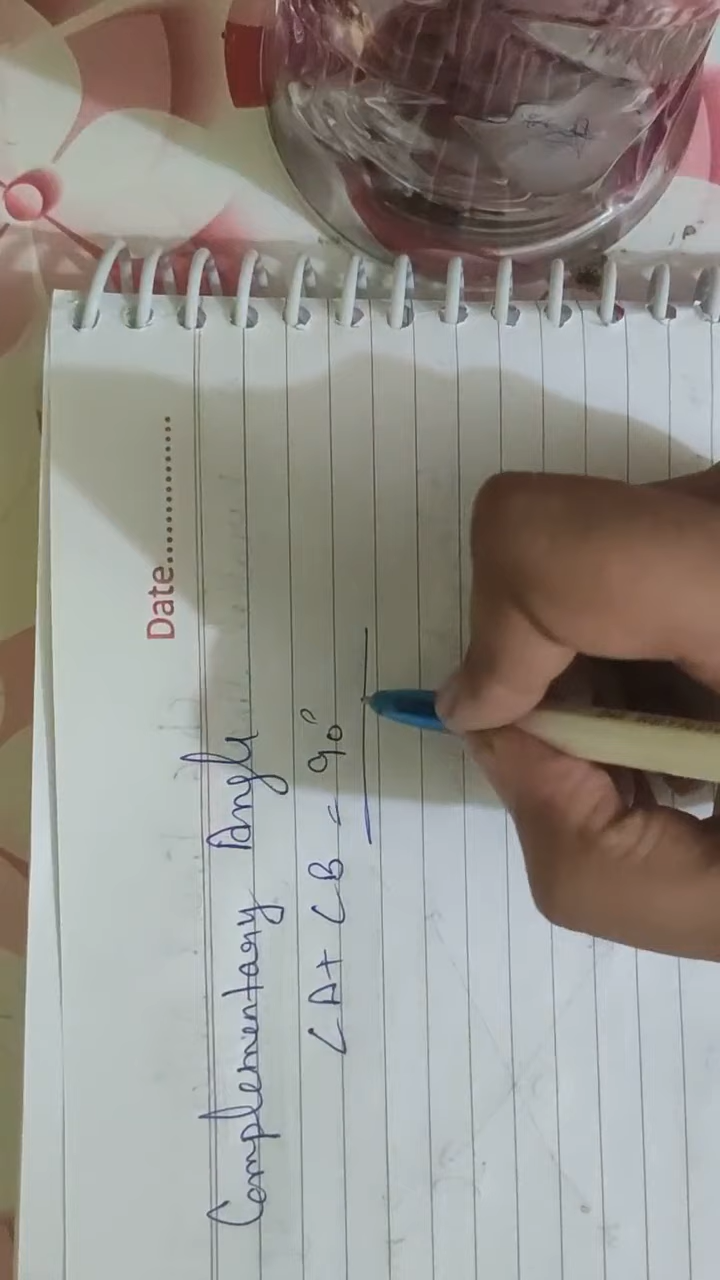 Date...............
Complementary Angle
∠A + ∠B = 90°